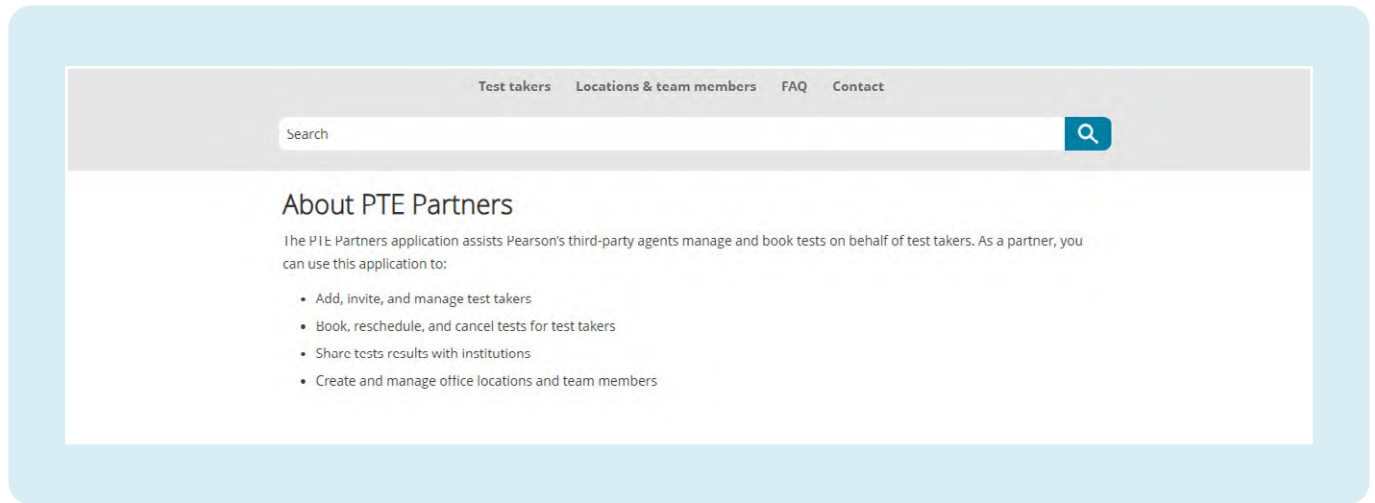 Test takers Locations & team members FAQ Contact
Search
About PTE Partners
The PTE Partners application assists Pearson's third-party agents manage and book tests on behalf of test takers. As a partner, you
can use this application to:
• Add, invite, and manage test takers
• Book, reschedule, and cancel tests for test takers
• Share tests results with institutions
• Create and manage office locations and team members